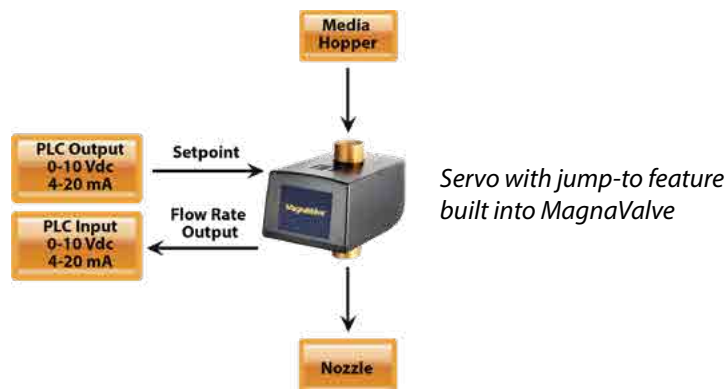 Media
Hopper
PLC Output
0-10 Vdc
4-20 mA
Setpoint
MagnaValve
Servo with jump-to feature
built into MagnaValve
PLC Input
0-10 Vdc
4-20 mA
Flow Rate
Output
Nozzle